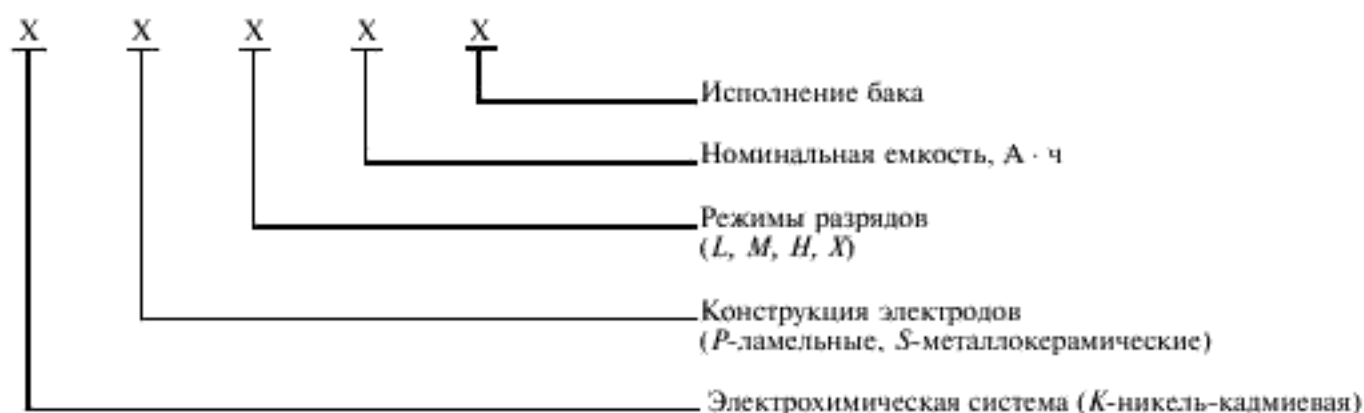 X X X X X
Исполнение бака
Номинальная емкость, А · ч
Режимы разрядов
(L, M, H, X)
Конструкция электродов
(P-ламельные, S-металлокерамические)
Электрохимическая система (K-никель-кадмиевая)